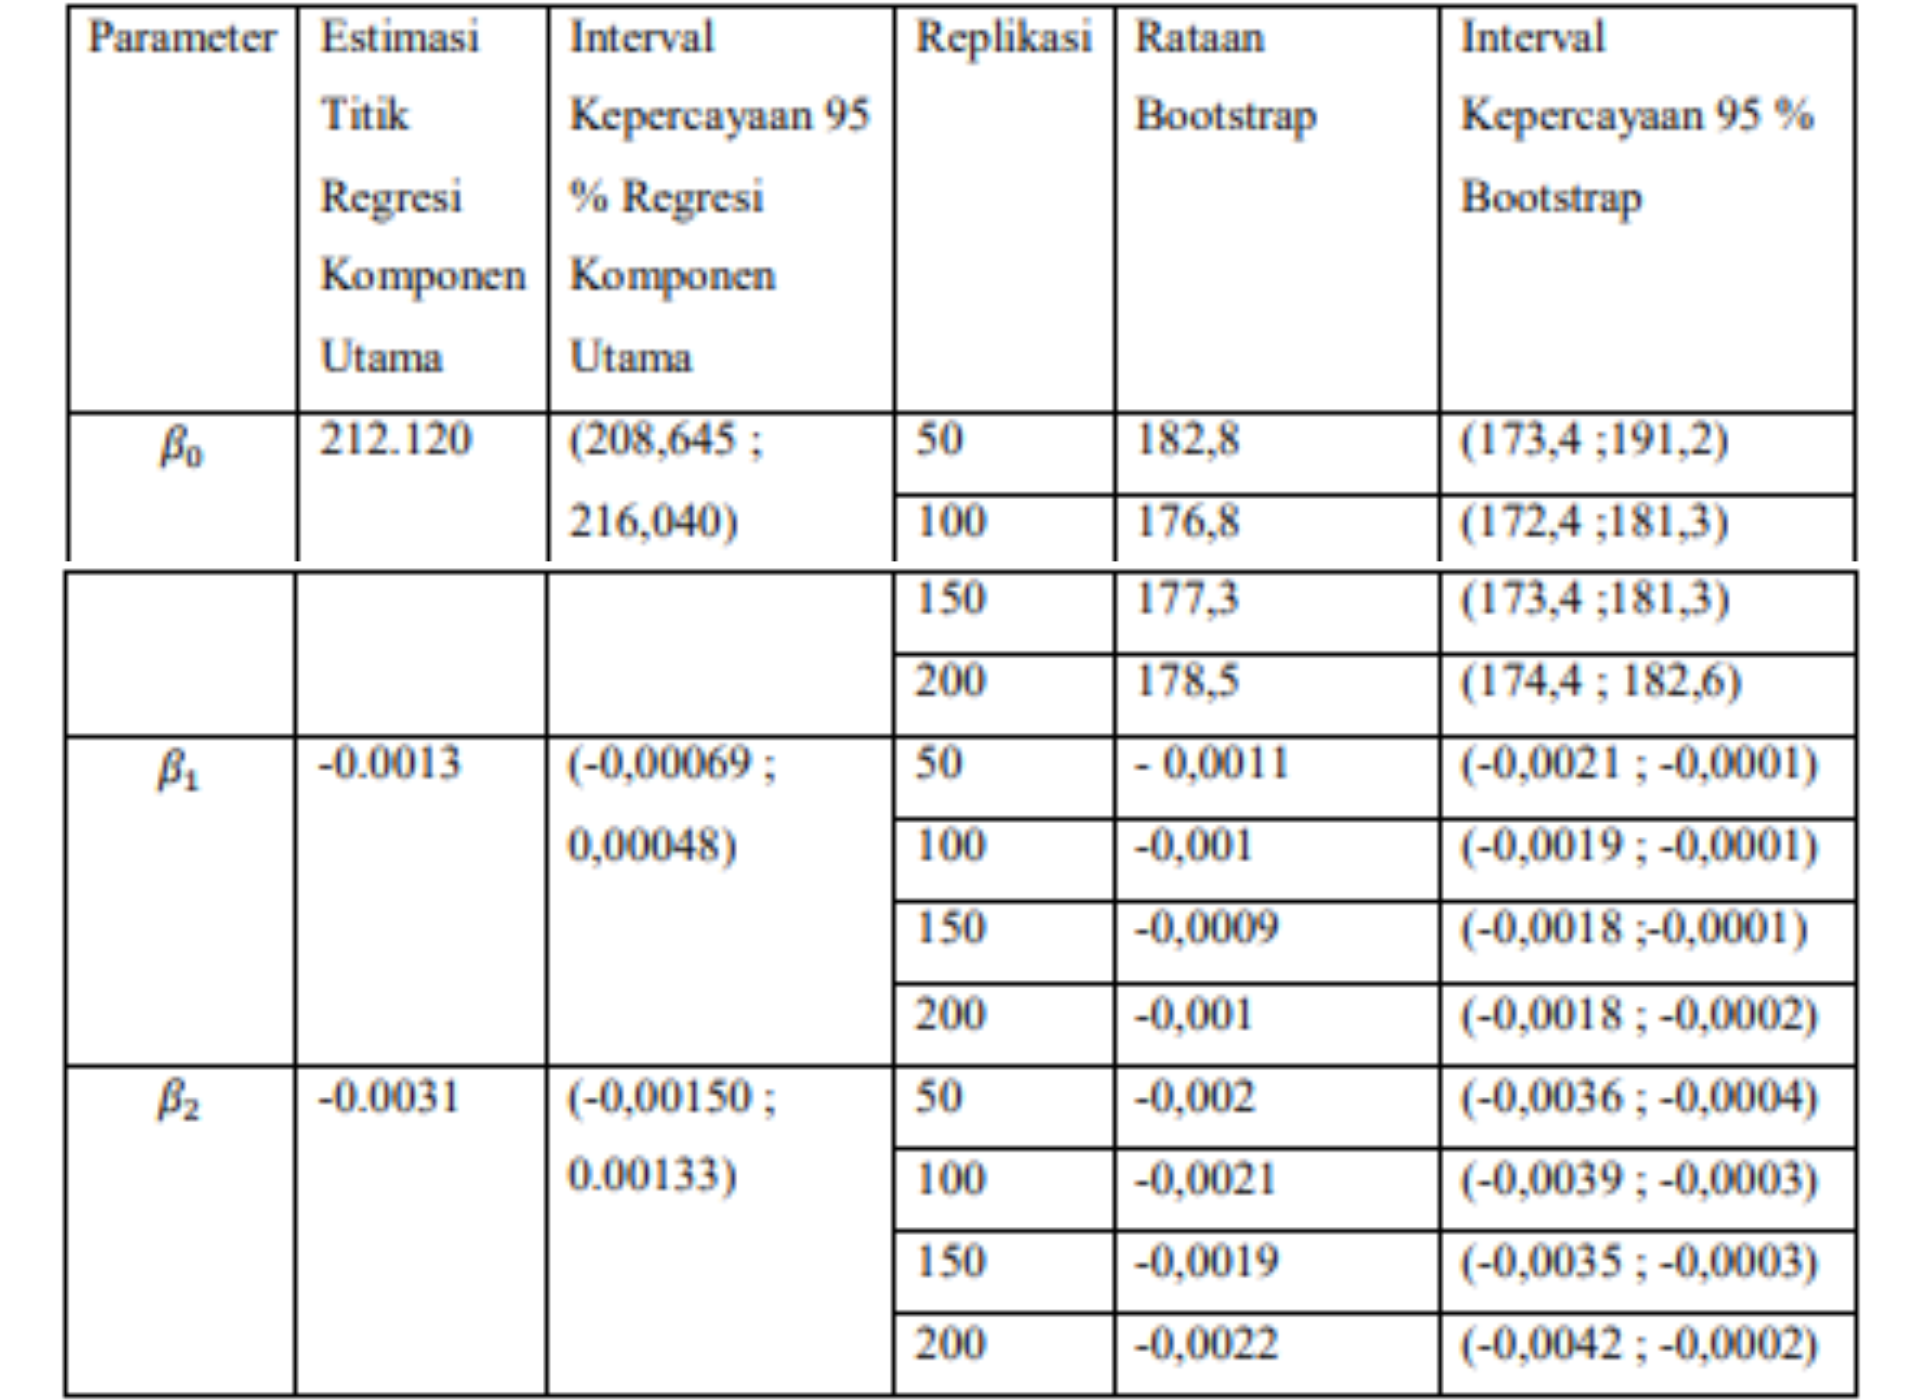 Parameter Estimasi Interval Replikasi Rataan Interval
Titik Kepercayaan 95 Bootstrap Kepercayaan 95 %
Regresi % Regresi Bootstrap
Komponen Komponen
Utama Utama
β₀ 212.120 (208,645 ; 50 182,8 (173,4 ;191,2)
216,040) 100 176,8 (172,4 ;181,3)
150 177,3 (173,4 ;181,3)
200 178,5 (174,4 ; 182,6)
β₁ -0.0013 (-0,00069 ; 50 - 0,0011 (-0,0021 ; -0,0001)
0,00048) 100 -0,001 (-0,0019 ; -0,0001)
150 -0,0009 (-0,0018 ;-0,0001)
200 -0,001 (-0,0018 ; -0,0002)
β₂ -0.0031 (-0,00150 ; 50 -0,002 (-0,0036 ; -0,0004)
0.00133) 100 -0,0021 (-0,0039 ; -0,0003)
150 -0,0019 (-0,0035 ; -0,0003)
200 -0,0022 (-0,0042 ; -0,0002)